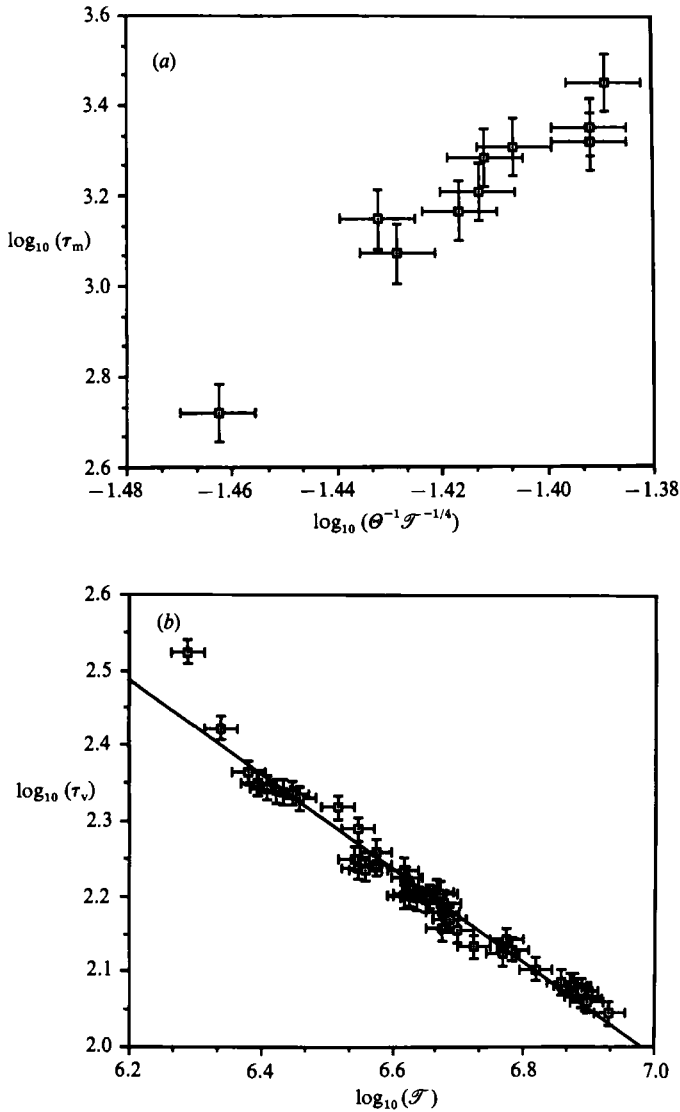 3.6
(a)
3.4
3.2
log₁₀ (τₘ)
3.0
2.8
2.6
−1.48 −1.46 −1.44 −1.42 −1.40 −1.38
log₁₀ (Θ⁻¹ 𝒯⁻¹/⁴)
2.6
(b)
2.5
2.4
log₁₀ (τᵥ)
2.3
2.2
2.1
2.0
6.2 6.4 6.6 6.8 7.0
log₁₀ (𝒯)